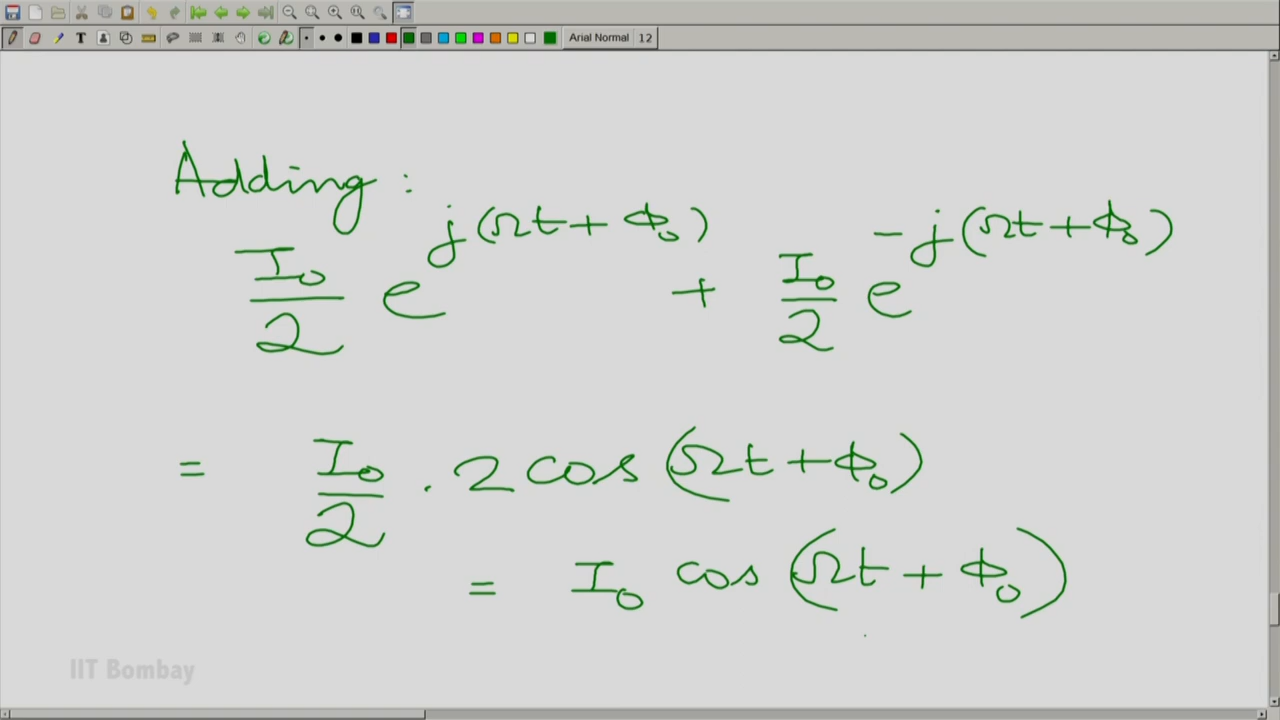 T
Arial Normal 12
Adding :
I₀/2 e^{j(Ωt + Φ₀)} + I₀/2 e^{-j(Ωt + Φ₀)}
= I₀/2 . 2 cos (Ωt + Φ₀)
= I₀ cos (Ωt + Φ₀)
IIT Bombay